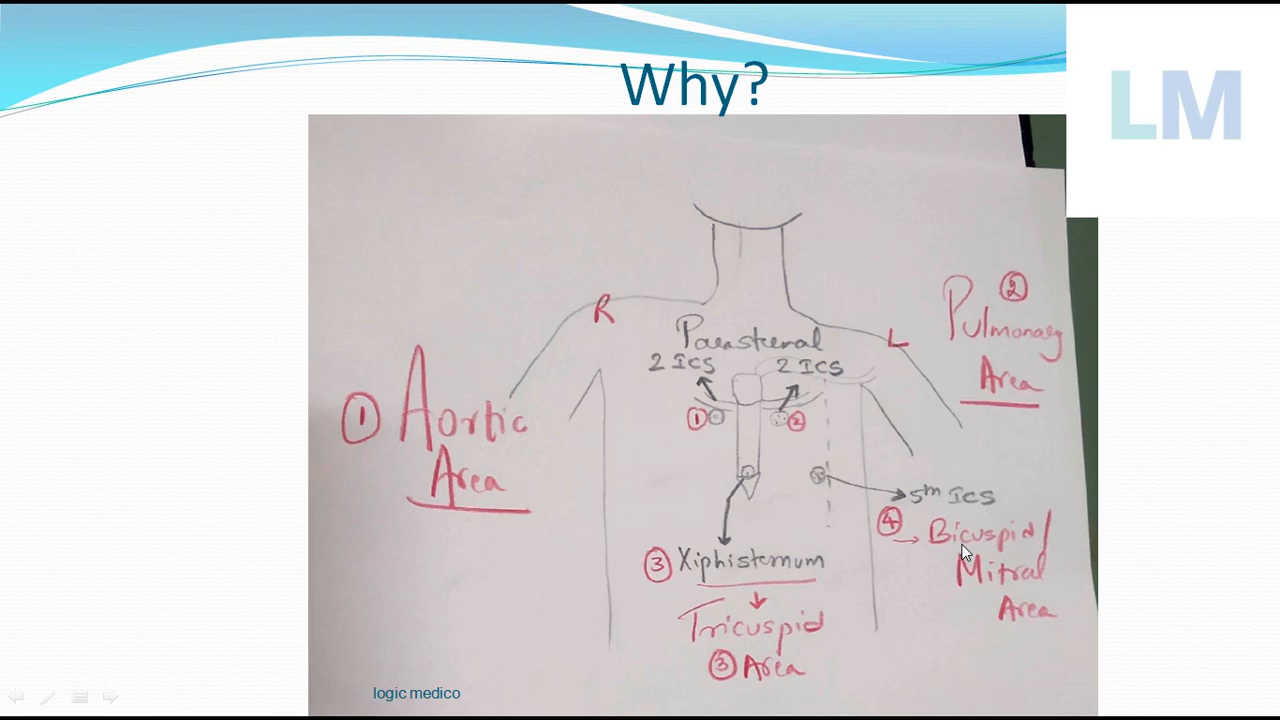 Why?
LM
R
L
Parasternal
2 ICS
2 ICS
1
2
2
Pulmonary
Area
1
Aortic
Area
5th ICS
4
→ Bicuspid/
Mitral
Area
3 Xiphisternum
Tricuspid
3 Area
logic medico